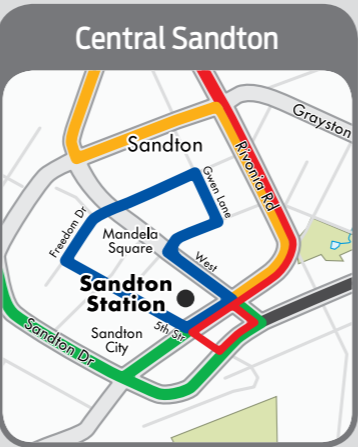 Central Sandton
Grayston
Sandton
Rivonia Rd
Gwen Lane
Freedom Dr
Mandela
Square
West
Sandton
Station
5th Str
Sandton
City
Sandton Dr